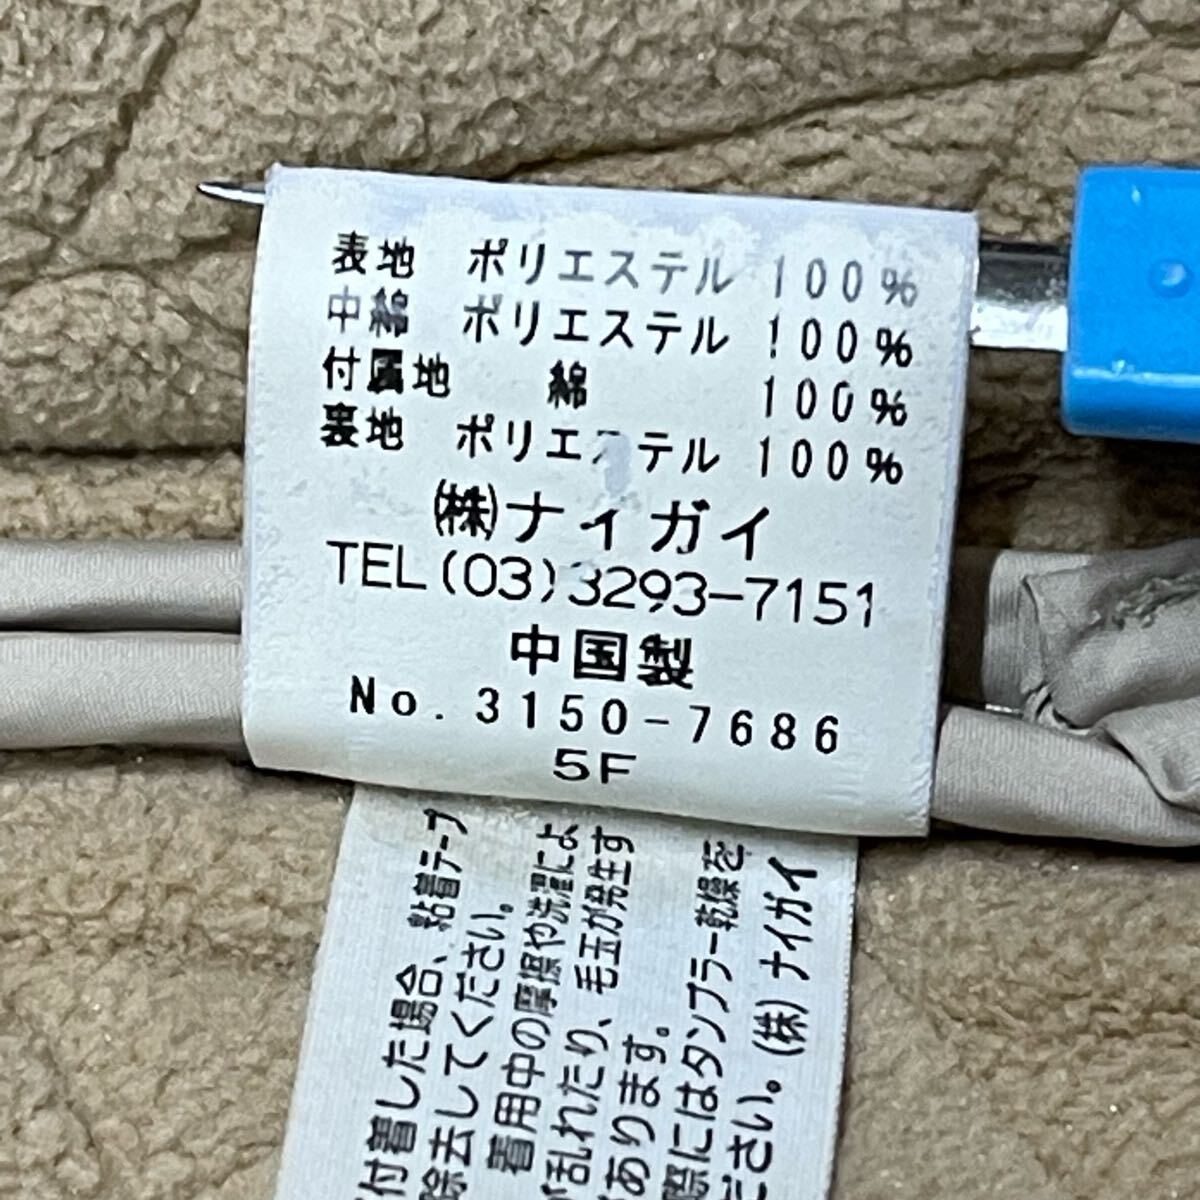 表地 ポリエステル 100%
中綿 ポリエステル 100%
付属地 綿 100%
裏地 ポリエステル 100%
(株)ナイガイ
TEL(03)3293-7151
中国製
No.3150-7686
5F
付着した場合、粘着テープ
除去してください。
着用中の摩擦や洗濯によ
が乱れたり、毛玉が発生す
があります。
際にはタンブラー乾燥を
ださい。(株)ナイガイ